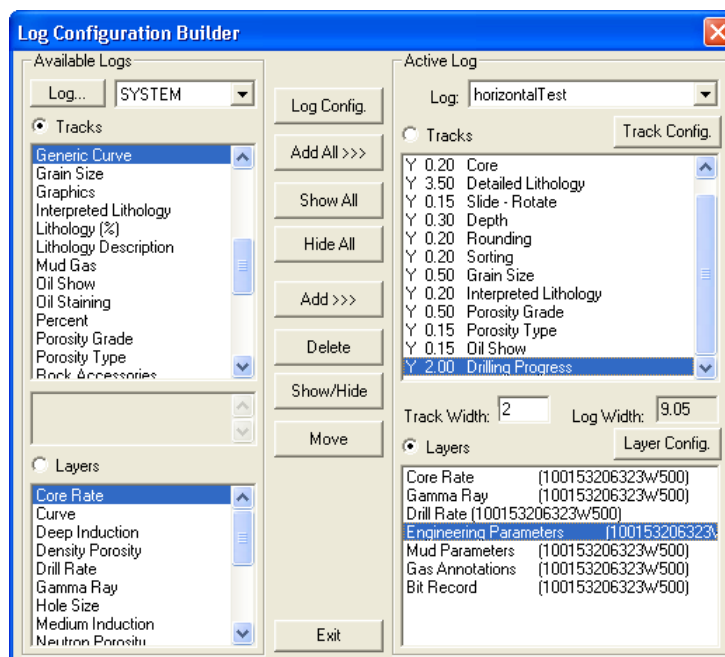 Log Configuration Builder
Available Logs
Log... SYSTEM
Tracks
Generic Curve
Grain Size
Graphics
Interpreted Lithology
Lithology (%)
Lithology Description
Mud Gas
Oil Show
Oil Staining
Percent
Porosity Grade
Porosity Type
Rock Accessories
Layers
Core Rate
Curve
Deep Induction
Density Porosity
Drill Rate
Gamma Ray
Hole Size
Medium Induction
Neutron Porosity
Log Config.
Add All >>>
Show All
Hide All
Add >>>
Delete
Show/Hide
Move
Exit
Active Log
Log: horizontalTest
Tracks Track Config.
Y 0.20 Core
Y 3.50 Detailed Lithology
Y 0.15 Slide - Rotate
Y 0.30 Depth
Y 0.20 Rounding
Y 0.20 Sorting
Y 0.50 Grain Size
Y 0.20 Interpreted Lithology
Y 0.50 Porosity Grade
Y 0.15 Porosity Type
Y 0.15 Oil Show
Y 2.00 Drilling Progress
Track Width: 2 Log Width: 9.05
Layers Layer Config.
Core Rate (100153206323W500)
Gamma Ray (100153206323W500)
Drill Rate (100153206323W500)
Engineering Parameters (100153206323W
Mud Parameters (100153206323W500)
Gas Annotations (100153206323W500)
Bit Record (100153206323W500)